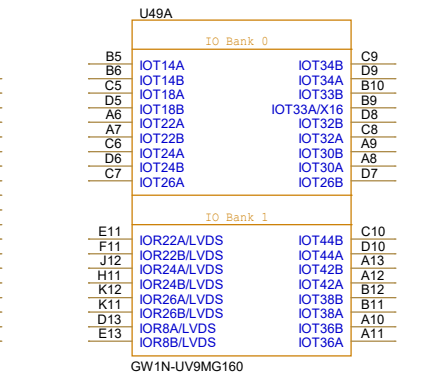 U49A
IO Bank 0
B5 IOT14A IOT34B C9
B6 IOT14B IOT34A D9
C5 IOT18A IOT33B B10
D5 IOT18B IOT33A/X16 B9
A6 IOT22A IOT32B D8
A7 IOT22B IOT32A C8
C6 IOT24A IOT30B A9
D6 IOT24B IOT30A A8
C7 IOT26A IOT26B D7
IO Bank 1
E11 IOR22A/LVDS IOT44B C10
F11 IOR22B/LVDS IOT44A D10
J12 IOR24A/LVDS IOT42B A13
H11 IOR24B/LVDS IOT42A A12
K12 IOR26A/LVDS IOT38B B12
K11 IOR26B/LVDS IOT38A B11
D13 IOR8A/LVDS IOT36B A10
E13 IOR8B/LVDS IOT36A A11
GW1N-UV9MG160